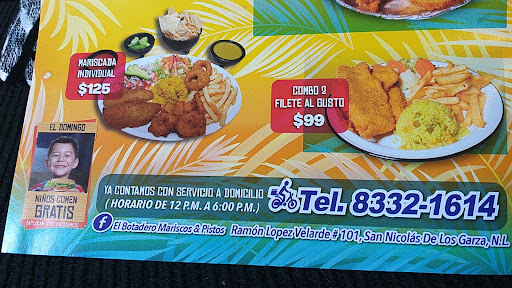 MARISCADA
INDIVIDUAL
$125
COMBO 2
FILETE AL GUSTO
$99
EL DOMINGO
NIÑOS COMEN
GRATIS
YA CONTAMOS CON SERVICIO A DOMICILIO
( HORARIO DE 12 P.M. A 6:00 P.M. )
Tel. 8332-1614
El Botadero Mariscos & Pistos Ramón Lopez Velarde #101, San Nicolás De Los Garza, N.L.